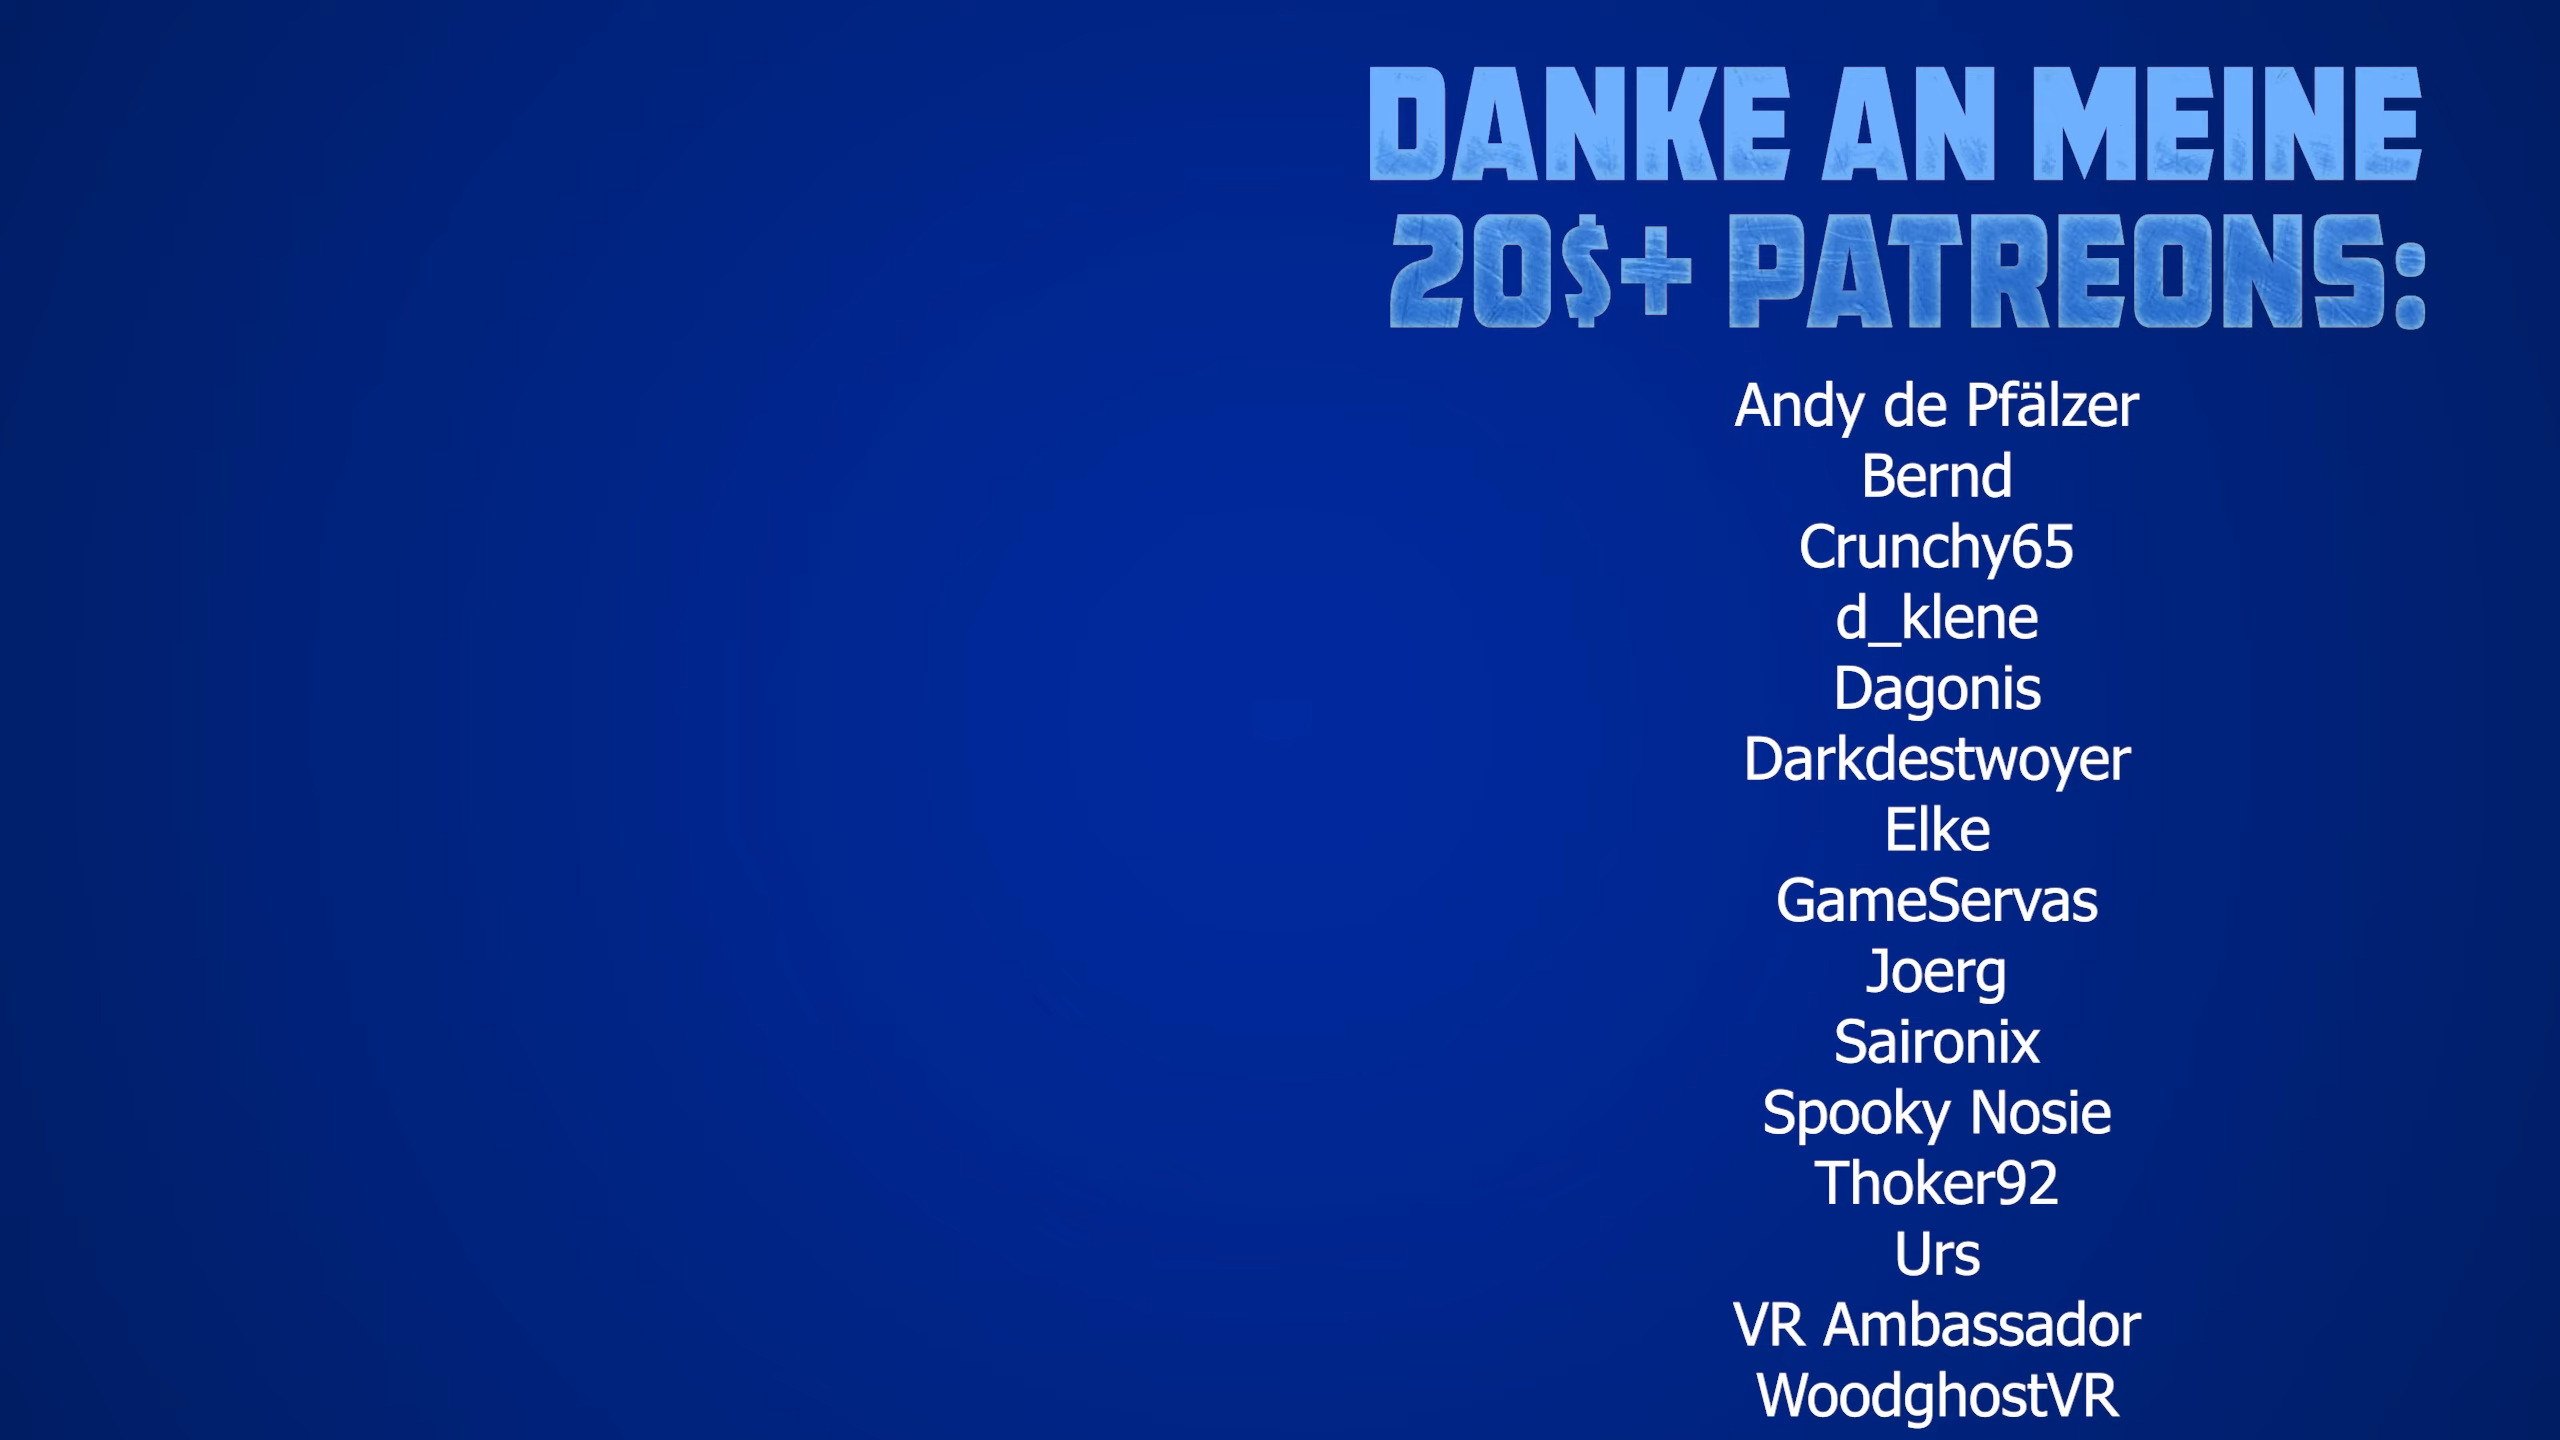 DANKE AN MEINE
20$+ PATREONS:
Andy de Pfälzer
Bernd
Crunchy65
d_klene
Dagonis
Darkdestwoyer
Elke
GameServas
Joerg
Saironix
Spooky Nosie
Thoker92
Urs
VR Ambassador
WoodghostVR